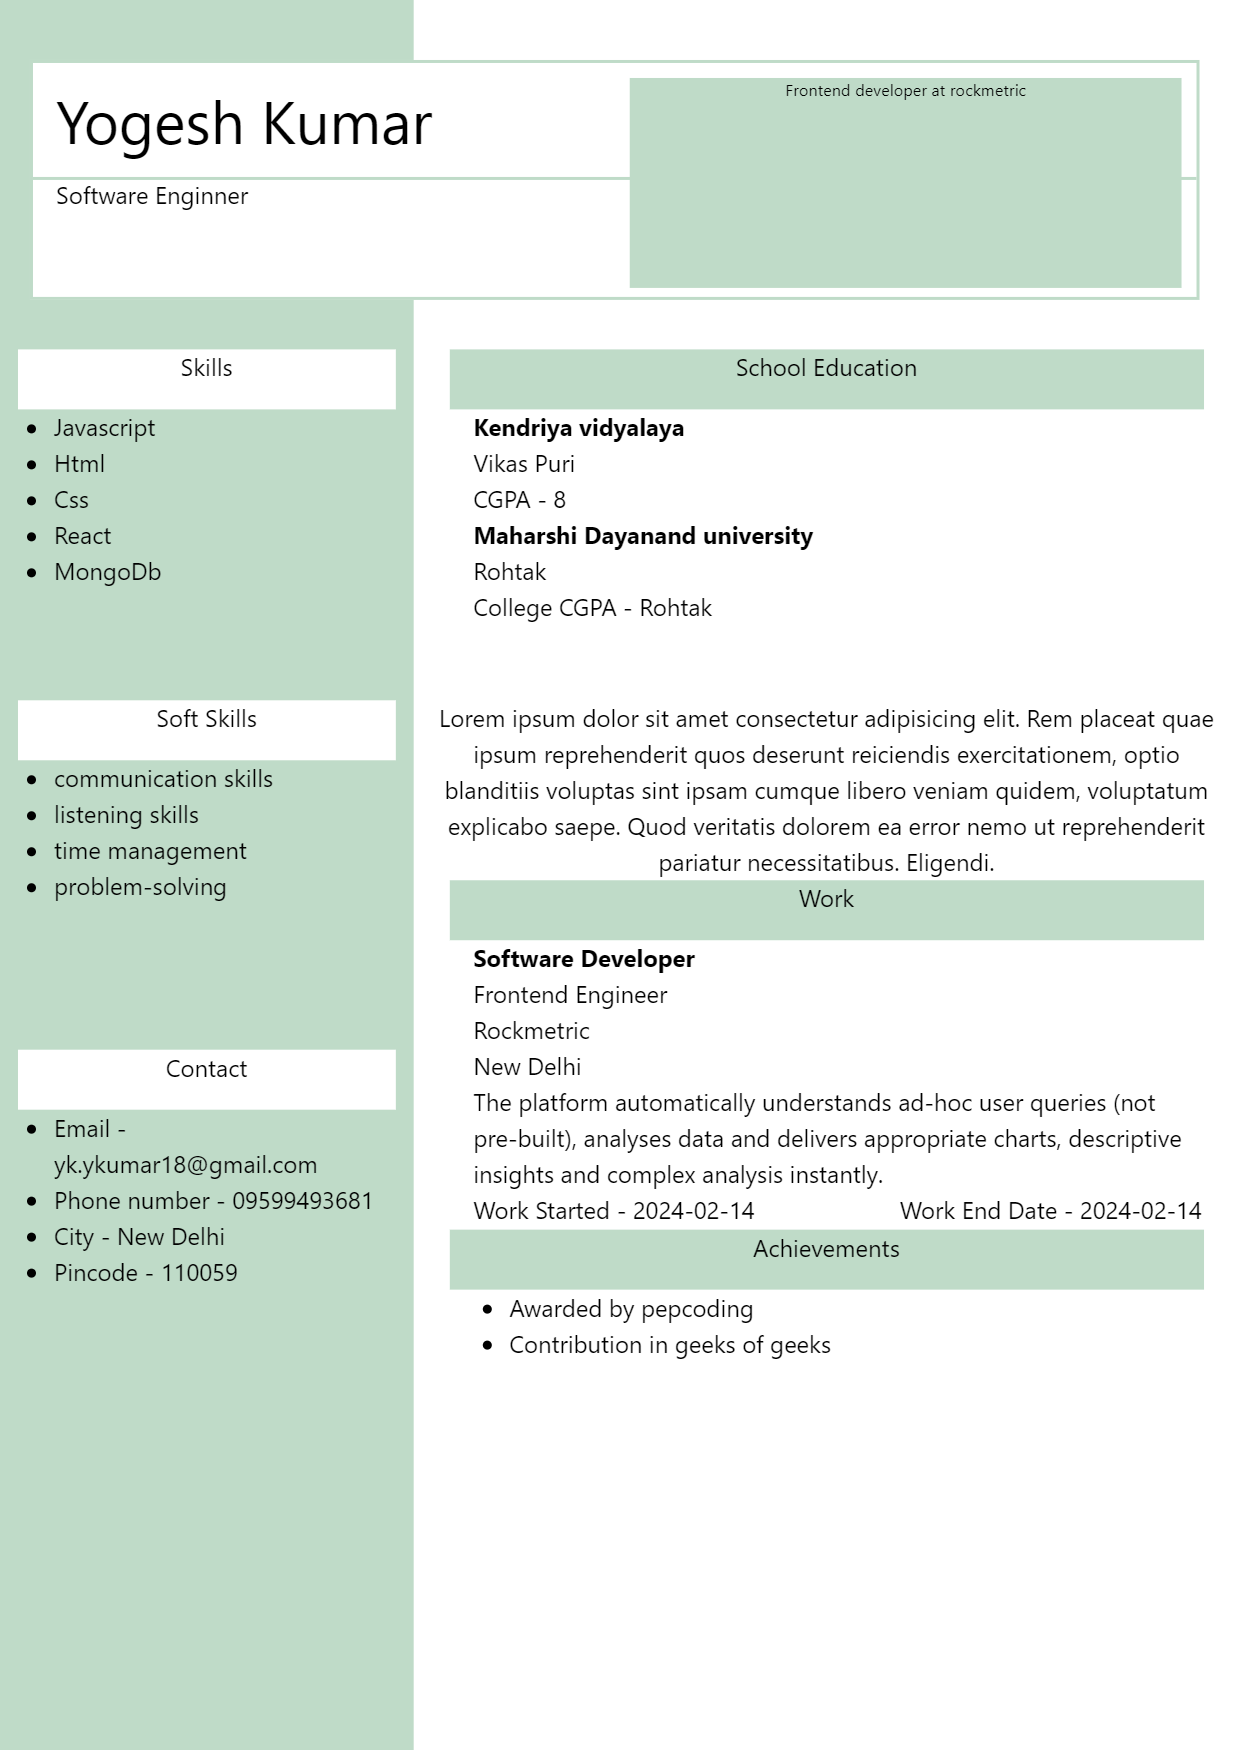 Yogesh Kumar
Software Enginner
Frontend developer at rockmetric
Skills
Javascript
Html
Css
React
MongoDb
Soft Skills
communication skills
listening skills
time management
problem-solving
Contact
Email -
yk.ykumar18@gmail.com
Phone number - 09599493681
City - New Delhi
Pincode - 110059
School Education
Kendriya vidyalaya
Vikas Puri
CGPA - 8
Maharshi Dayanand university
Rohtak
College CGPA - Rohtak
Lorem ipsum dolor sit amet consectetur adipisicing elit. Rem placeat quae
ipsum reprehenderit quos deserunt reiciendis exercitationem, optio
blanditiis voluptas sint ipsam cumque libero veniam quidem, voluptatum
explicabo saepe. Quod veritatis dolorem ea error nemo ut reprehenderit
pariatur necessitatibus. Eligendi.
Work
Software Developer
Frontend Engineer
Rockmetric
New Delhi
The platform automatically understands ad-hoc user queries (not
pre-built), analyses data and delivers appropriate charts, descriptive
insights and complex analysis instantly.
Work Started - 2024-02-14 Work End Date - 2024-02-14
Achievements
Awarded by pepcoding
Contribution in geeks of geeks